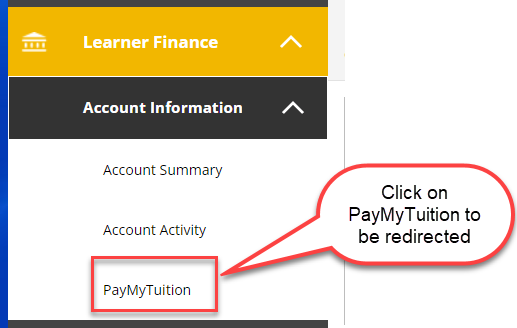 Learner Finance
Account Information
Account Summary
Account Activity
PayMyTuition
Click on
PayMyTuition to
be redirected